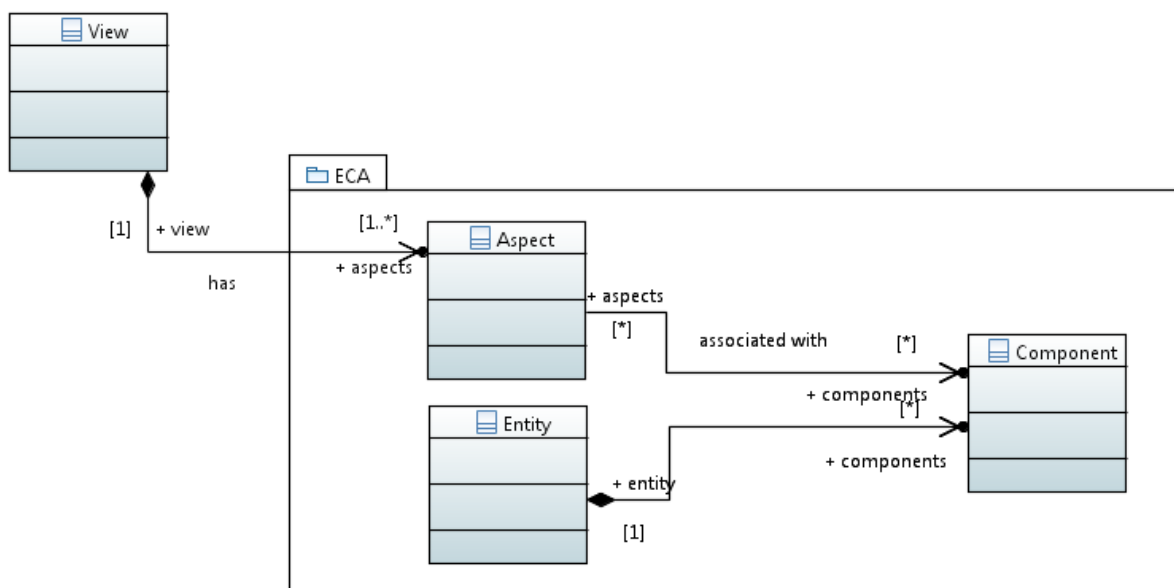 View
ECA
[1]
+ view
[1..*]
+ aspects
has
Aspect
+ aspects
[*]
associated with
[*]
+ components
Component
Entity
+ entity
[1]
[*]
+ components